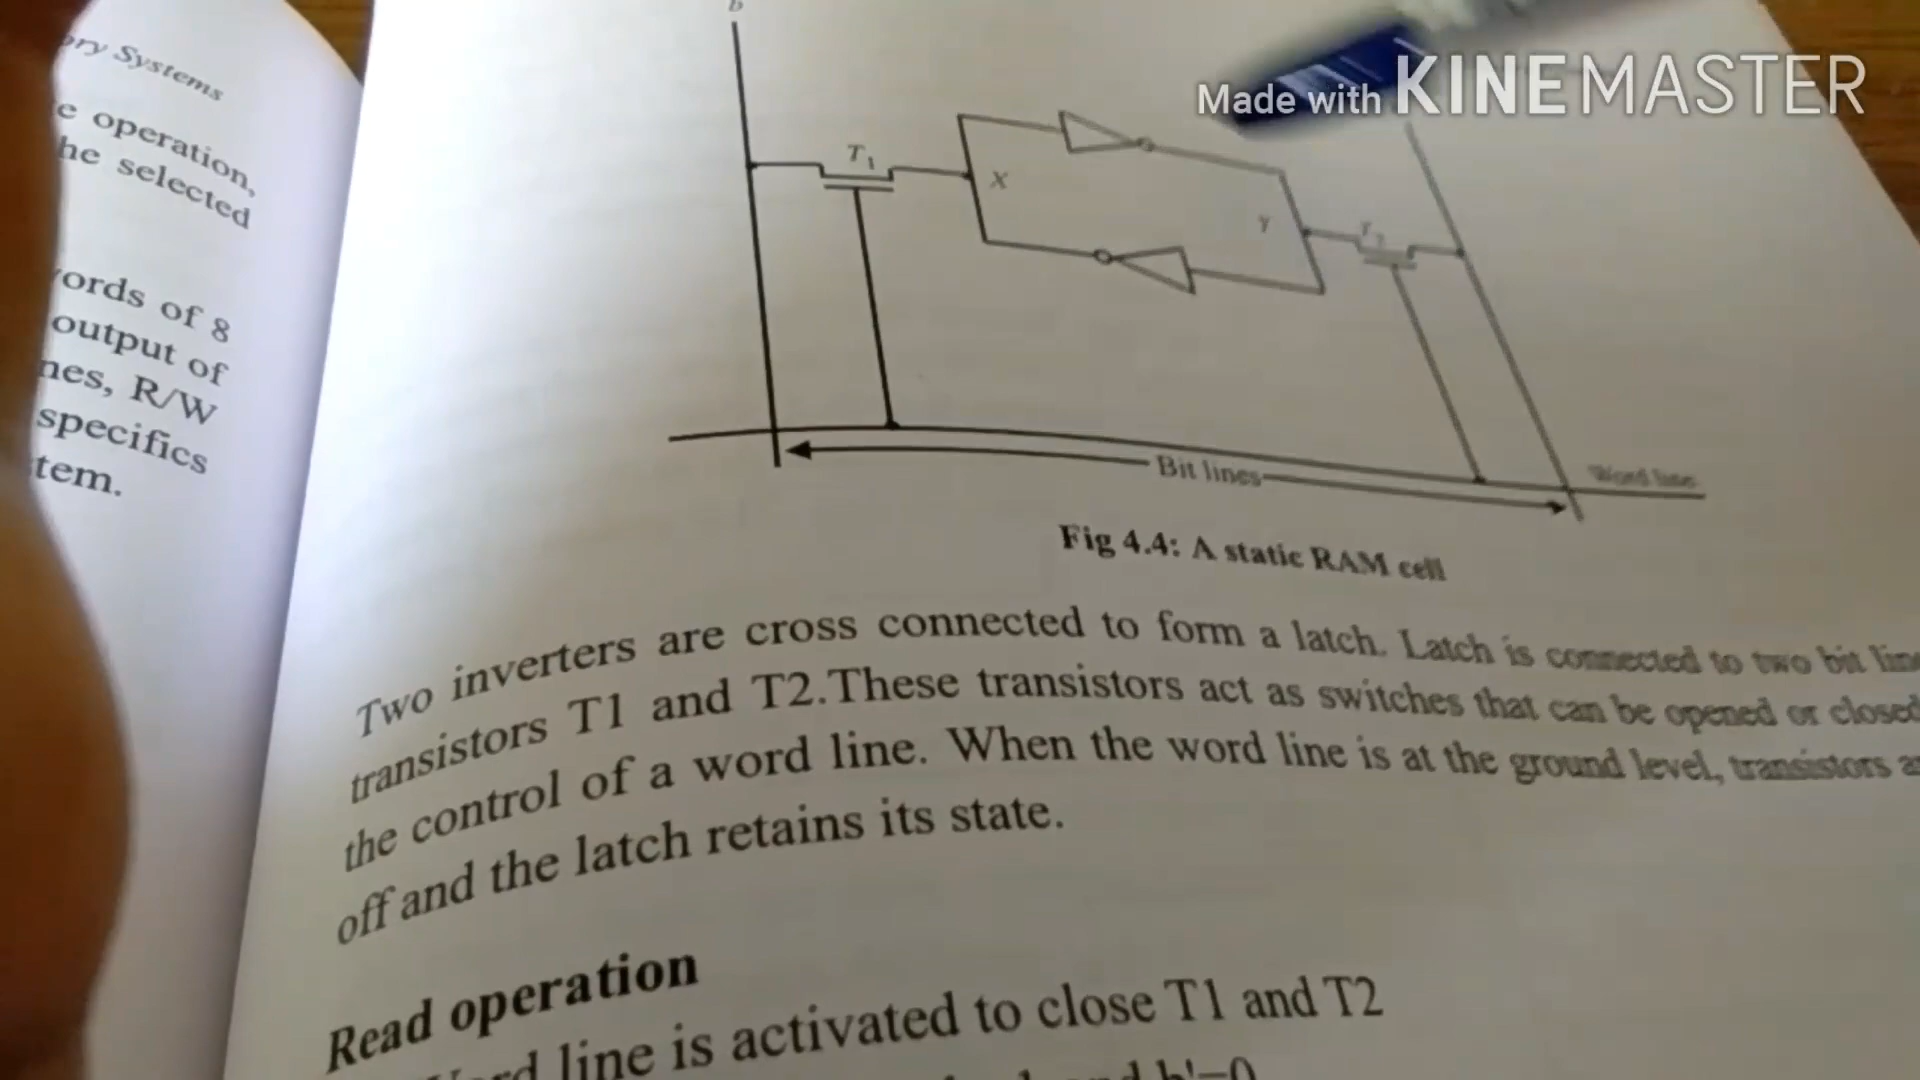 ory Systems
e operation,
he selected
ords of 8
output of
nes, R/W
specifics
tem.
b
Made with KINEMASTER
T1
X
Y
T2
Bit lines
Word line
Fig 4.4: A static RAM cell
Two inverters are cross connected to form a latch. Latch is connected to two bit line
transistors T1 and T2.These transistors act as switches that can be opened or closed
the control of a word line. When the word line is at the ground level, transistors a
off and the latch retains its state.
Read operation
line is activated to close T1 and T2
b'=0